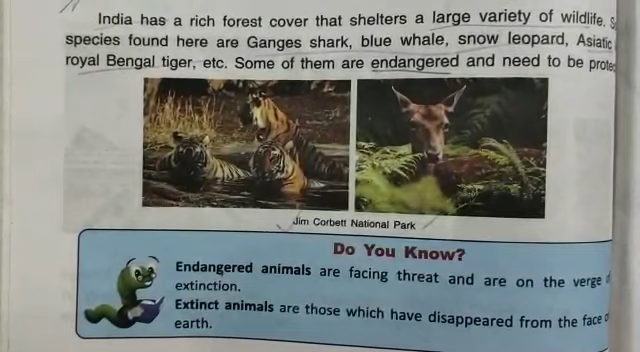 India has a rich forest cover that shelters a large variety of wildlife.
species found here are Ganges shark, blue whale, snow leopard, Asiatic
royal Bengal tiger, etc. Some of them are endangered and need to be
Jim Corbett National Park
Do You Know?
Endangered animals are facing threat and are on the verge
extinction.
Extinct animals are those which have disappeared from the face
earth.